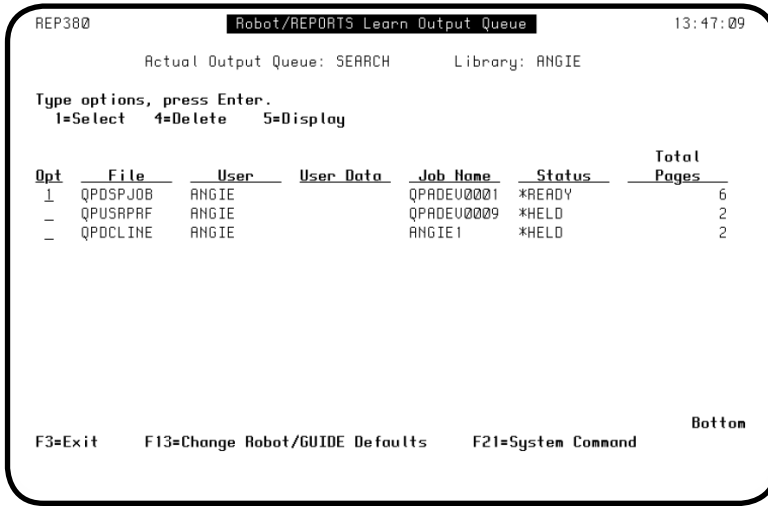 REP380 Robot/REPORTS Learn Output Queue 13:47:09
Actual Output Queue: SEARCH Library: ANGIE
Type options, press Enter.
1=Select 4=Delete 5=Display
Total
Opt File User User Data Job Name Status Pages
1 QPDSPJOB ANGIE QPADEV0001 *READY 6
_ QPUSRPRF ANGIE QPADEV0009 *HELD 2
_ QPDCLINE ANGIE ANGIE1 *HELD 2
Bottom
F3=Exit F13=Change Robot/GUIDE Defaults F21=System Command